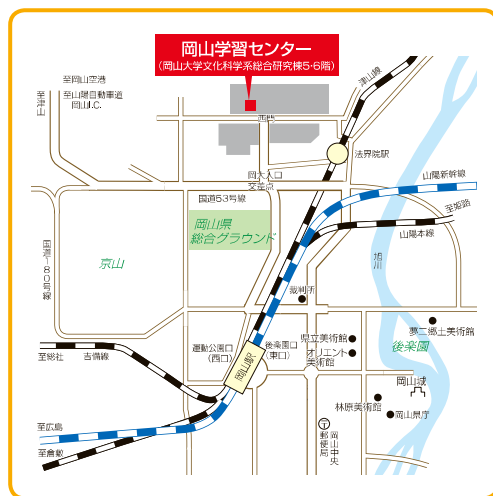 岡山学習センター
(岡山大学文化科学系総合研究棟5・6階)
至岡山空港
至津山
至山陽自動車道
岡山I.C.
津山線
法界院駅
岡大入口
交差点
山陽新幹線
国道53号線
至姫路
岡山県
総合グラウンド
山陽本線
国道180号線
京山
旭川
裁判所
夢二郷土美術館
県立美術館
運動公園口
(西口)
後楽園口
(東口)
オリエント
美術館
後楽園
至総社
吉備線
岡山駅
岡山城
林原美術館
岡山県庁
至広島
岡山中央
郵便局
至倉敷